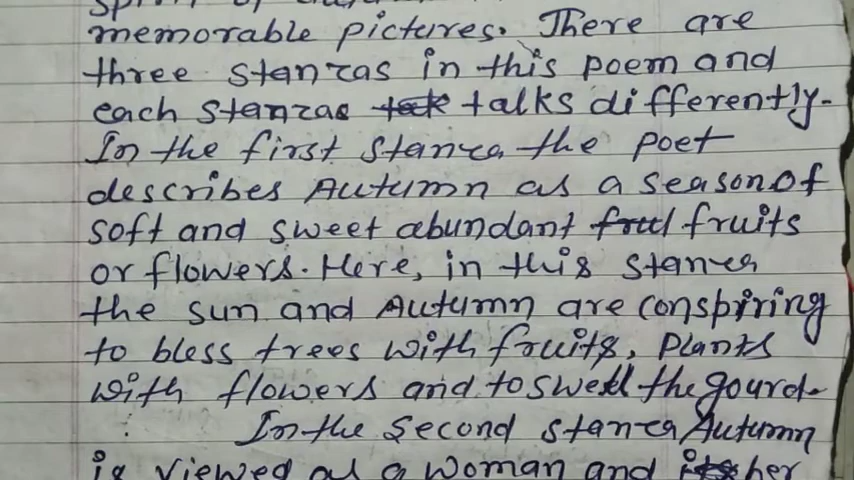 memorable pictures. There are
three stanzas in this poem and
each stanzas talks differently.
In the first stanza the poet
describes Autumn as a season of
soft and sweet abundant fruits
or flowers. Here, in this stanza
the sun and Autumn are conspiring
to bless trees with fruits, plants
with flowers and to swell the gourd.
In the second stanza Autumn
is viewed as a woman and her